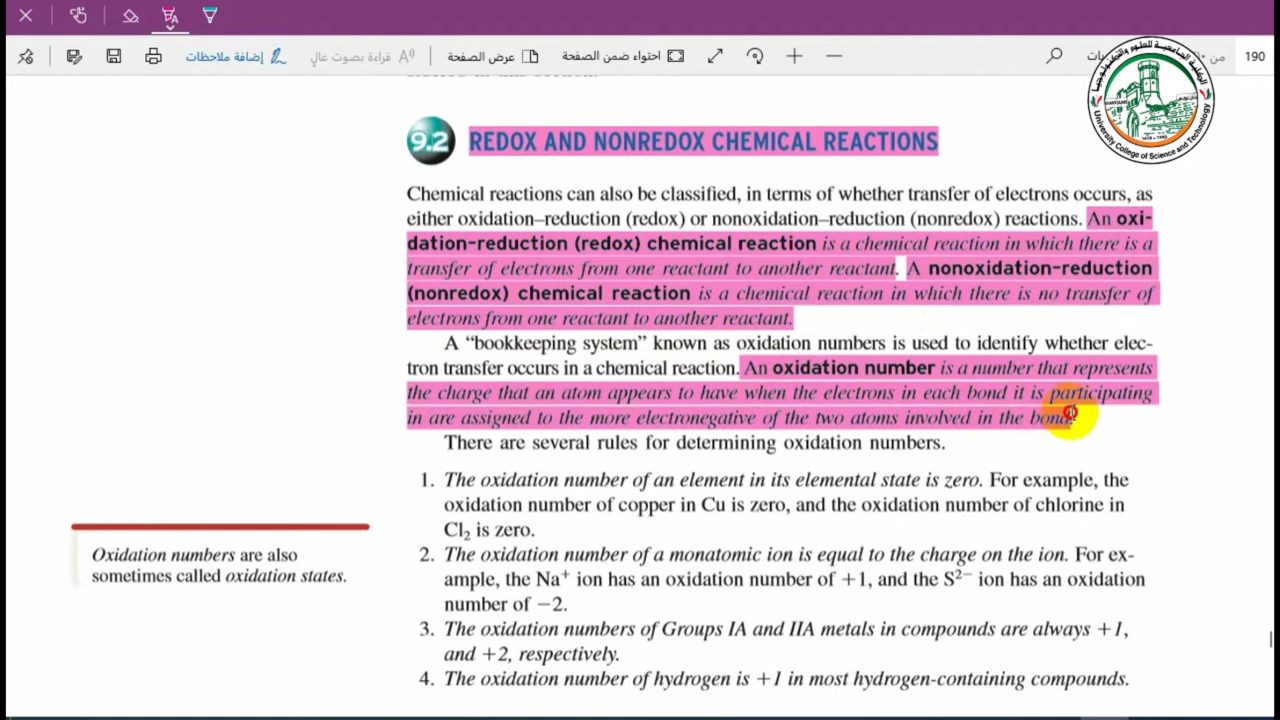 إضافة ملاحظات
قراءة بصوت عالٍ
عرض الصفحة
احتواء ضمن الصفحة
من
190
University College of Science and Technology
9.2 REDOX AND NONREDOX CHEMICAL REACTIONS
Chemical reactions can also be classified, in terms of whether transfer of electrons occurs, as
either oxidation–reduction (redox) or nonoxidation–reduction (nonredox) reactions. An oxi-
dation-reduction (redox) chemical reaction is a chemical reaction in which there is a
transfer of electrons from one reactant to another reactant. A nonoxidation-reduction
(nonredox) chemical reaction is a chemical reaction in which there is no transfer of
electrons from one reactant to another reactant.
A “bookkeeping system” known as oxidation numbers is used to identify whether elec-
tron transfer occurs in a chemical reaction. An oxidation number is a number that represents
the charge that an atom appears to have when the electrons in each bond it is participating
in are assigned to the more electronegative of the two atoms involved in the bond.
There are several rules for determining oxidation numbers.
1. The oxidation number of an element in its elemental state is zero. For example, the
oxidation number of copper in Cu is zero, and the oxidation number of chlorine in
Cl₂ is zero.
2. The oxidation number of a monatomic ion is equal to the charge on the ion. For ex-
ample, the Na⁺ ion has an oxidation number of +1, and the S²⁻ ion has an oxidation
number of −2.
3. The oxidation numbers of Groups IA and IIA metals in compounds are always +1,
and +2, respectively.
4. The oxidation number of hydrogen is +1 in most hydrogen-containing compounds.
Oxidation numbers are also
sometimes called oxidation states.